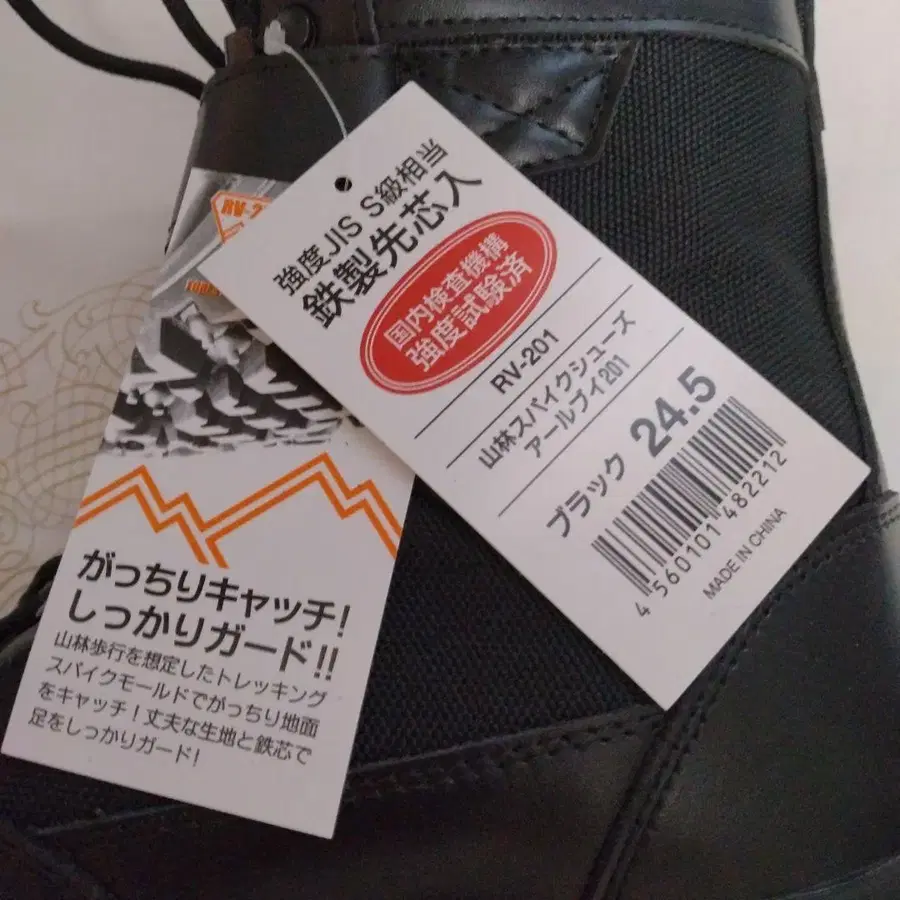 強度JIS S級相当
鉄製先芯入
国内検査機構
強度試験済
RV-201
山林スパイクシューズ
アールブイ201
ブラック 24.5
4 560101 482212
MADE IN CHINA
がっちりキャッチ!
しっかりガード!!
山林歩行を想定したトレッキング
スパイクモールドでがっちり地面
をキャッチ!丈夫な生地と鉄芯で
足をしっかりガード!